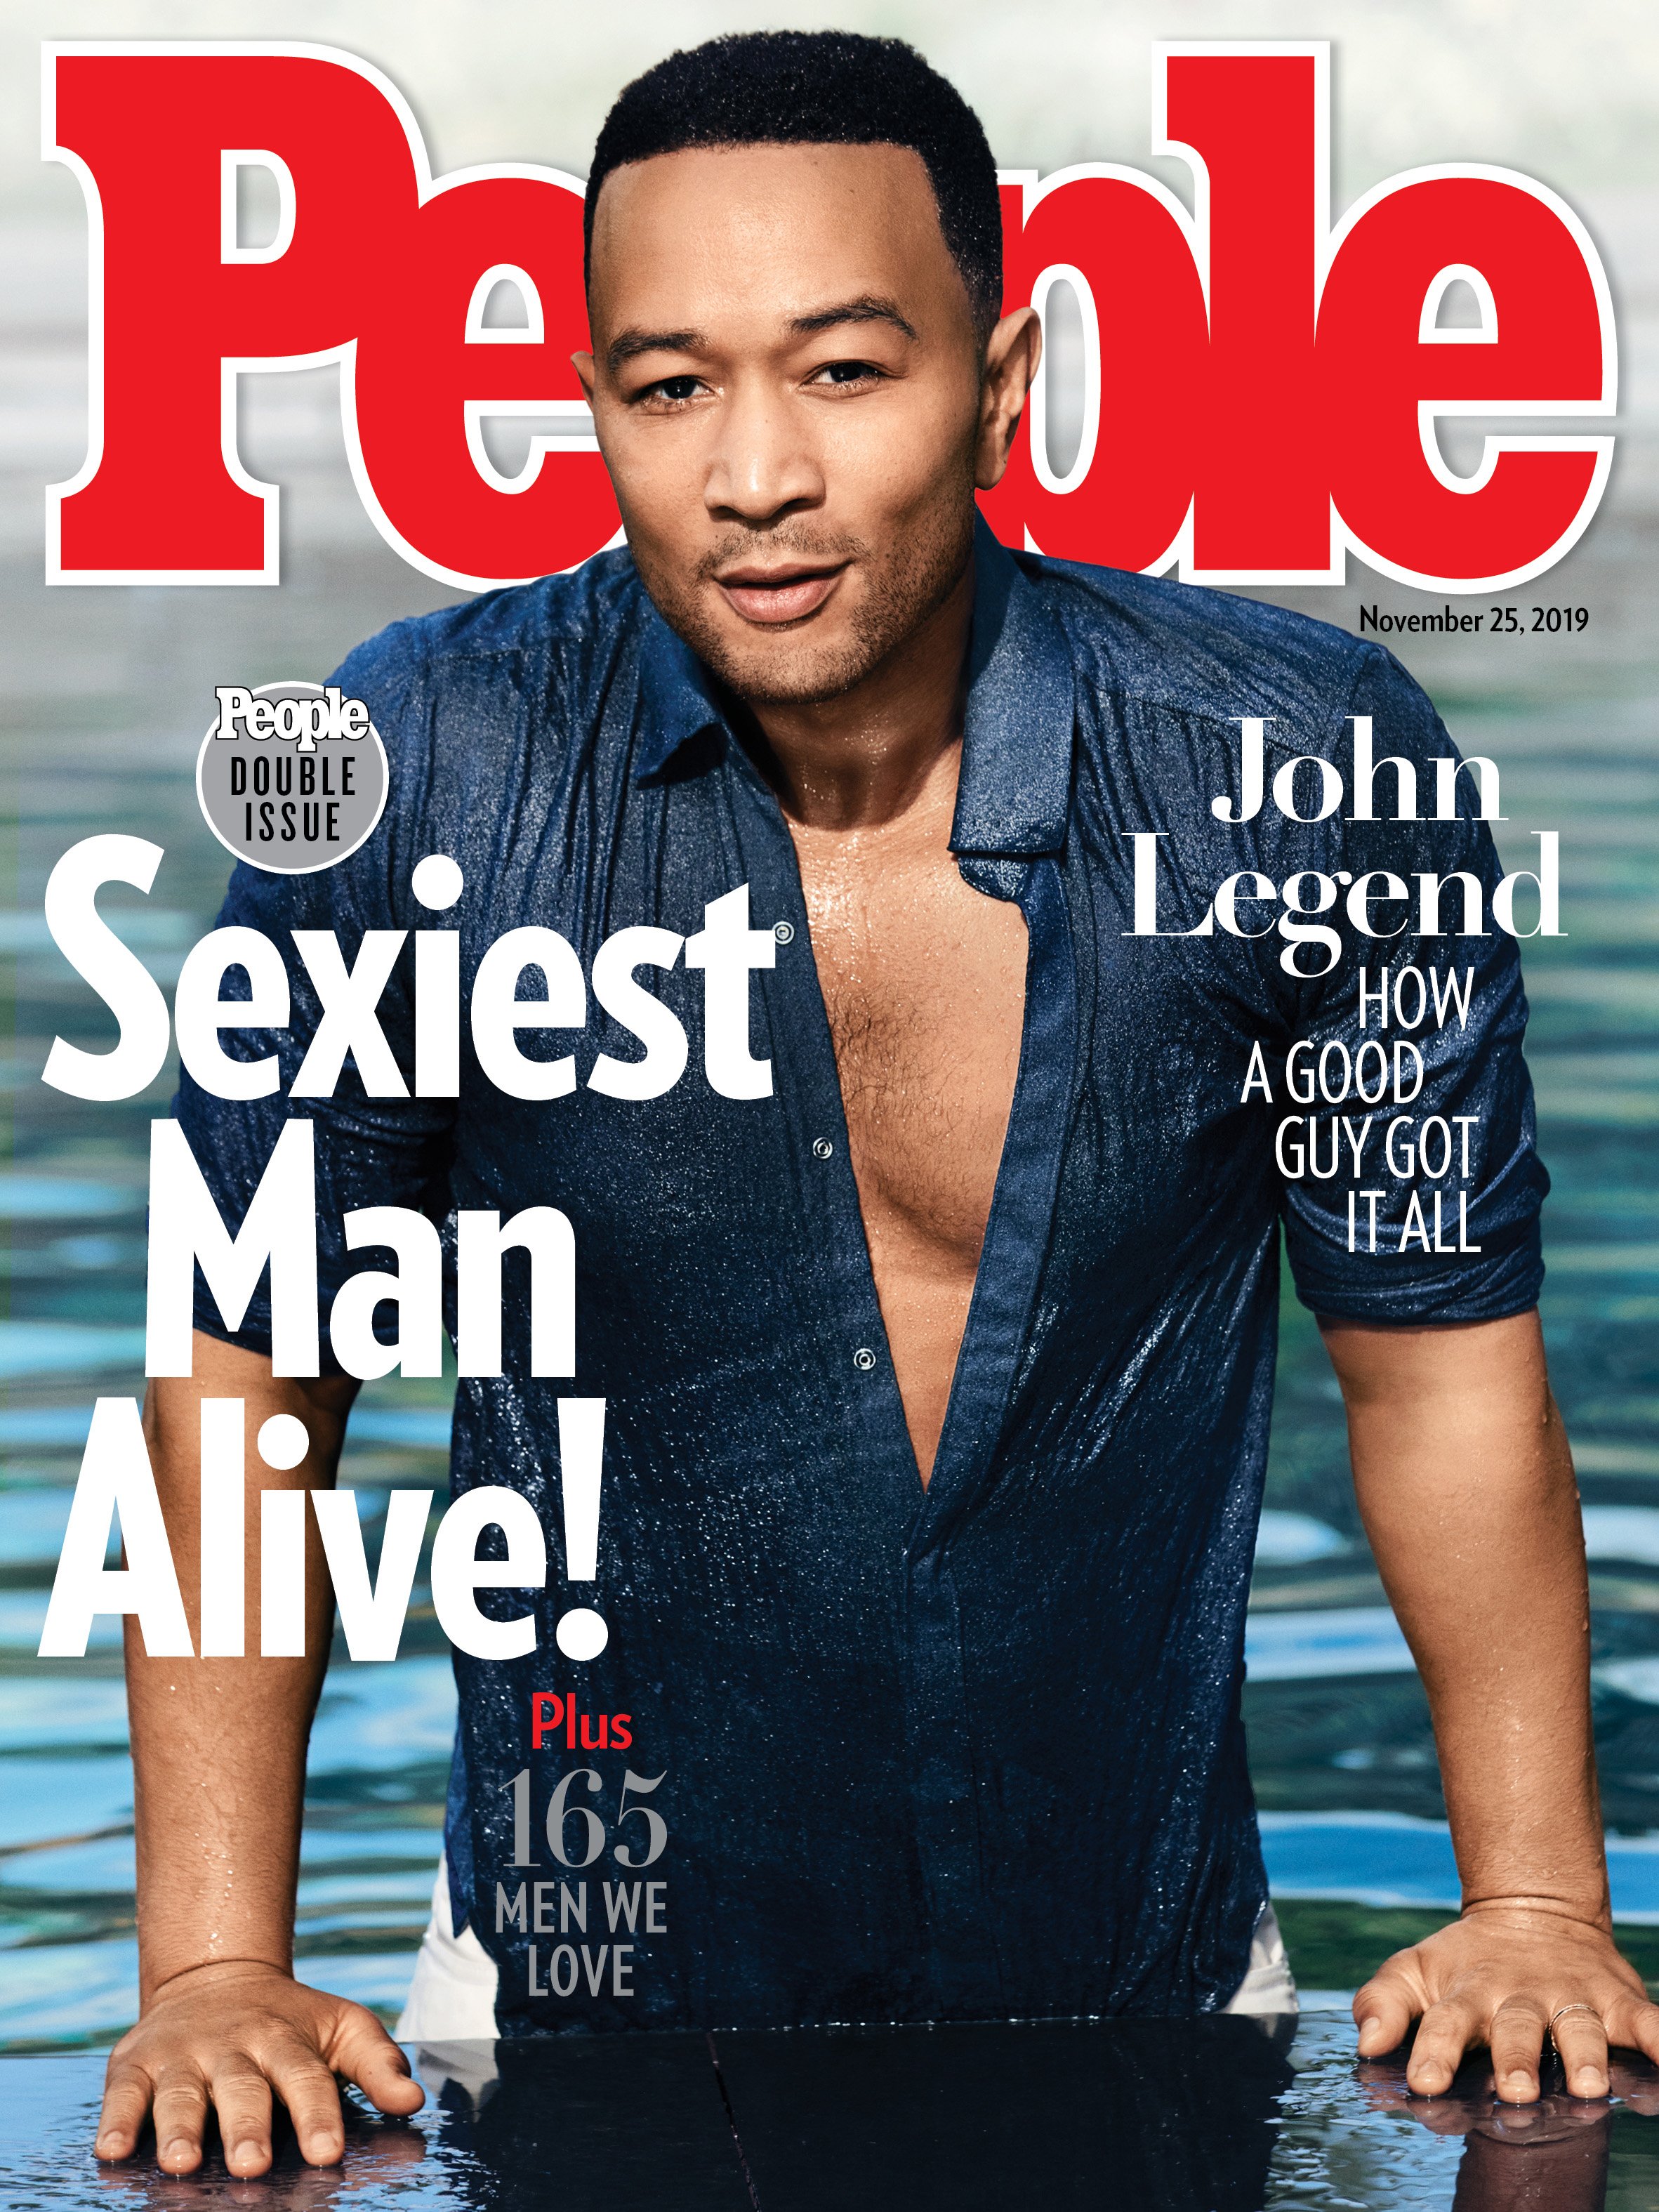 People
November 25, 2019
People
DOUBLE
ISSUE
Sexiest
Man
Alive!
John
Legend
HOW
A GOOD
GUY GOT
IT ALL
Plus
165
MEN WE
LOVE